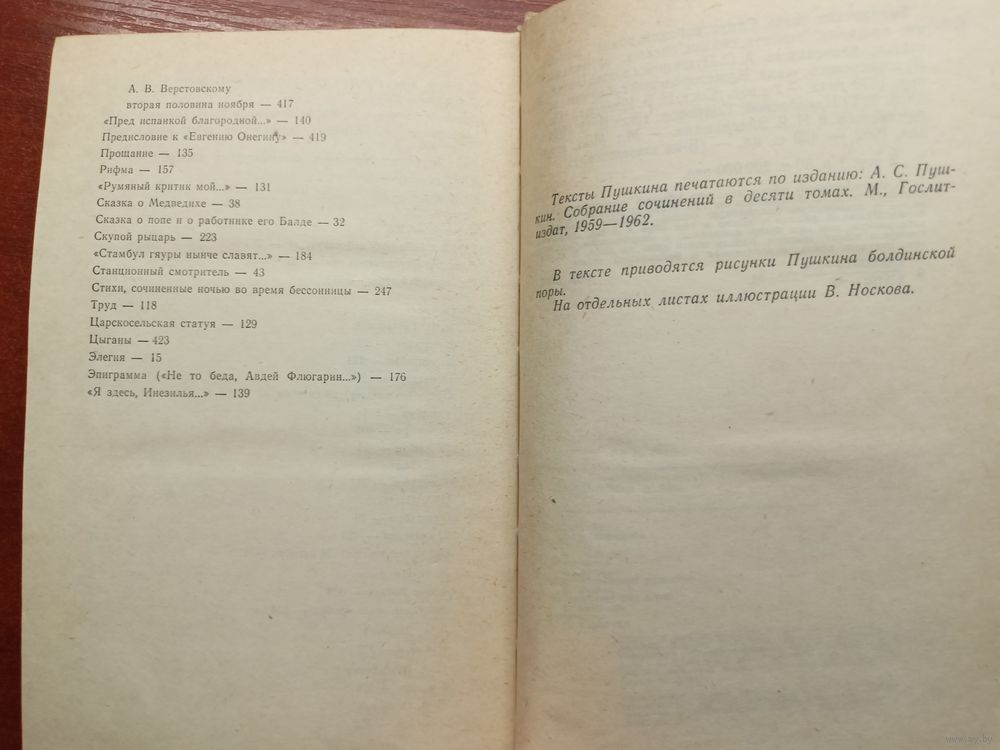 А. В. Верстовскому
вторая половина ноября — 417
«Пред испанкой благородной...» — 140
Предисловие к «Евгению Онегину» — 419
Прощание — 135
Рифма — 157
«Румяный критик мой...» — 131
Сказка о Медведихе — 38
Сказка о попе и о работнике его Балде — 32
Скупой рыцарь — 223
«Стамбул гяуры нынче славят...» — 184
Станционный смотритель — 43
Стихи, сочиненные ночью во время бессонницы — 247
Труд — 118
Царскосельская статуя — 129
Цыганы — 423
Элегия — 15
Эпиграмма («Не то беда, Авдей Флюгарин...») — 176
«Я здесь, Инезилья...» — 139
Тексты Пушкина печатаются по изданию: А. С. Пуш-
кин. Собрание сочинений в десяти томах. М., Гослит-
издат, 1959—1962.
В тексте приводятся рисунки Пушкина болдинской
поры.
На отдельных листах иллюстрации В. Носкова.
www.ay.by